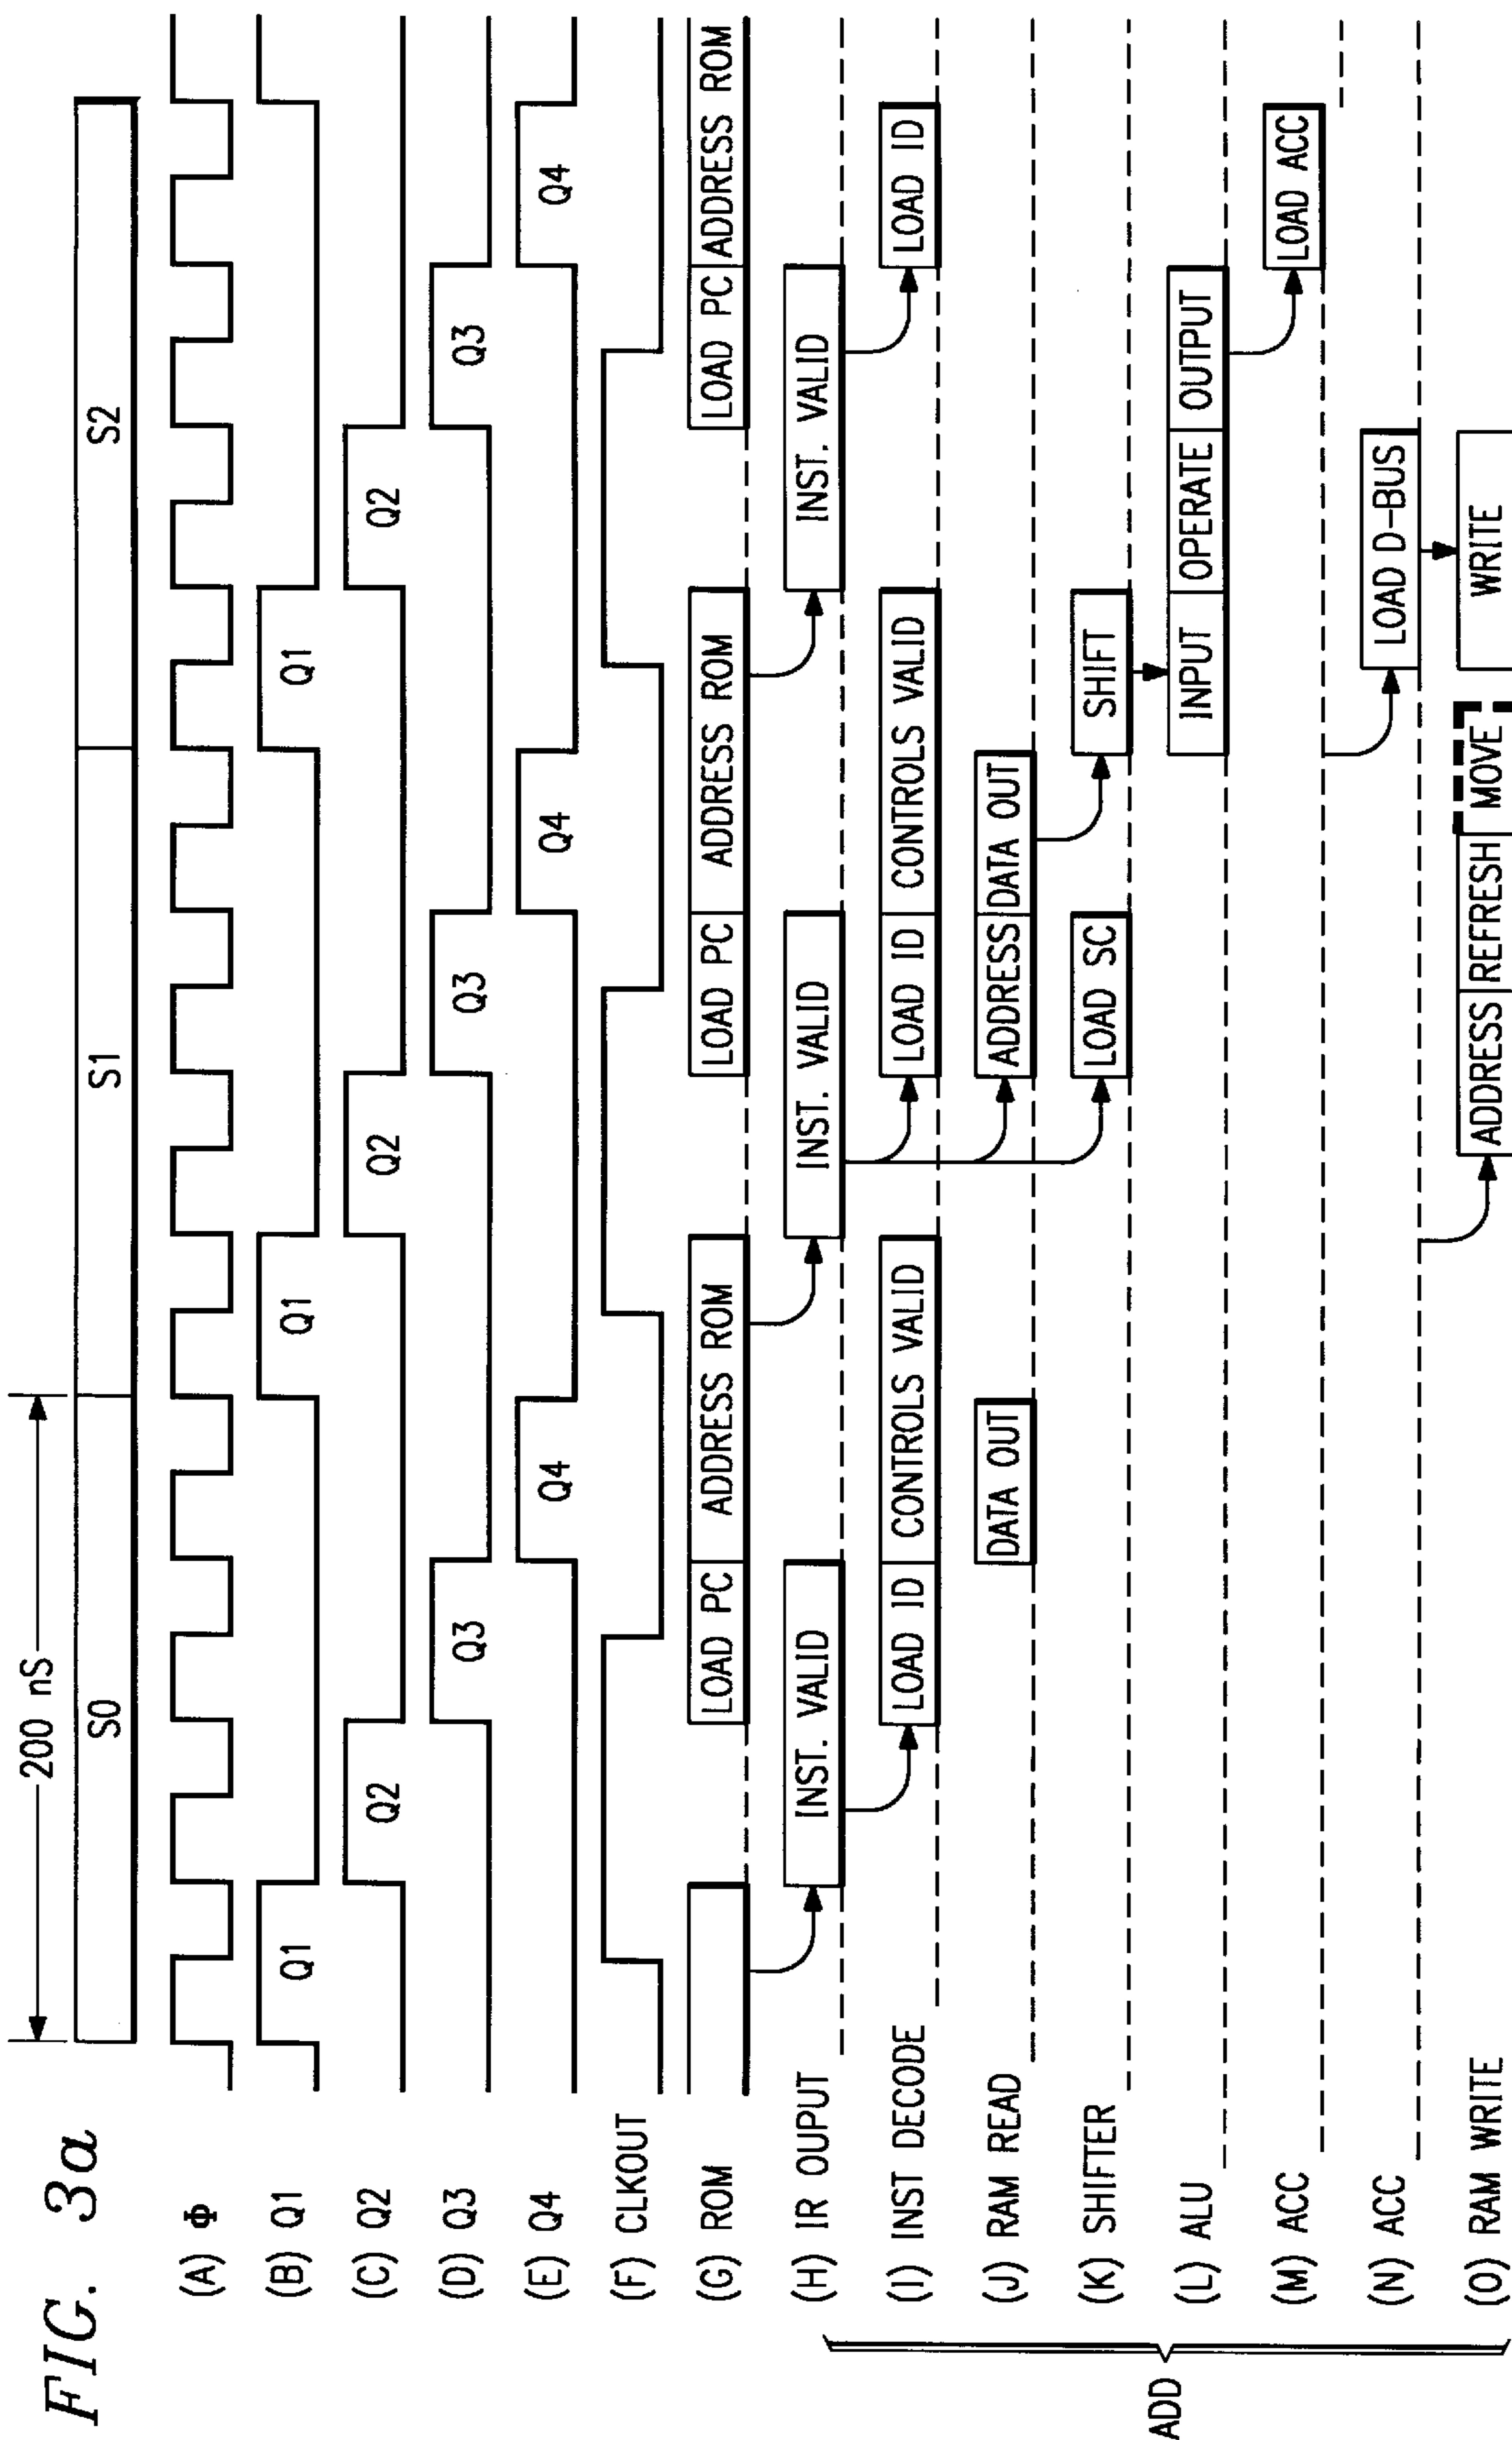 FIG. 3a
200 nS
S0 S1 S2
(A) Φ
(B) Q1 Q1 Q1 Q1
(C) Q2 Q2 Q2 Q2
(D) Q3 Q3 Q3 Q3
(E) Q4 Q4 Q4 Q4
(F) CLKOUT
(G) ROM LOAD PC ADDRESS ROM LOAD PC ADDRESS ROM LOAD PC ADDRESS ROM
(H) IR OUPUT INST. VALID INST. VALID INST. VALID
(I) INST DECODE LOAD ID CONTROLS VALID LOAD ID CONTROLS VALID LOAD ID
(J) RAM READ DATA OUT ADDRESS DATA OUT
(K) SHIFTER LOAD SC SHIFT
(L) ALU INPUT OPERATE OUTPUT
(M) ACC LOAD ACC
(N) ACC LOAD D-BUS
(O) RAM WRITE ADDRESS REFRESH MOVE WRITE
ADD